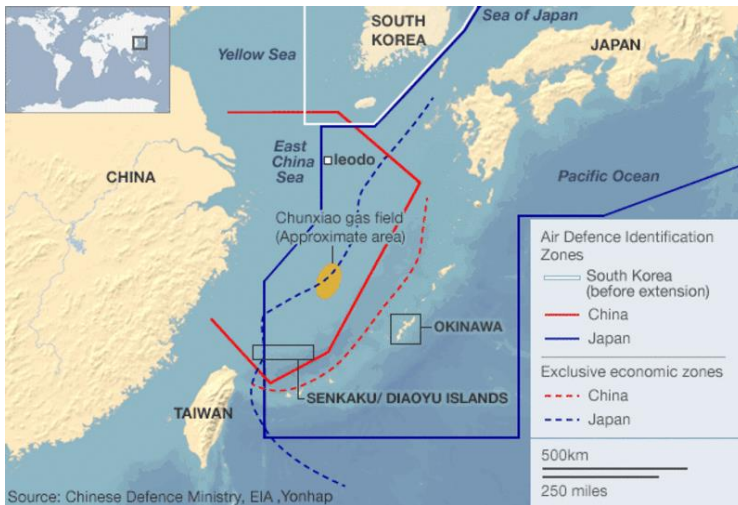 SOUTH
KOREA
Sea of Japan
JAPAN
Yellow Sea
East
China
Sea
Ieodo
CHINA
Pacific Ocean
Chunxiao gas field
(Approximate area)
OKINAWA
SENKAKU/ DIAOYU ISLANDS
TAIWAN
Air Defence Identification
Zones
South Korea
(before extension)
China
Japan
Exclusive economic zones
China
Japan
500km
250 miles
Source: Chinese Defence Ministry, EIA ,Yonhap